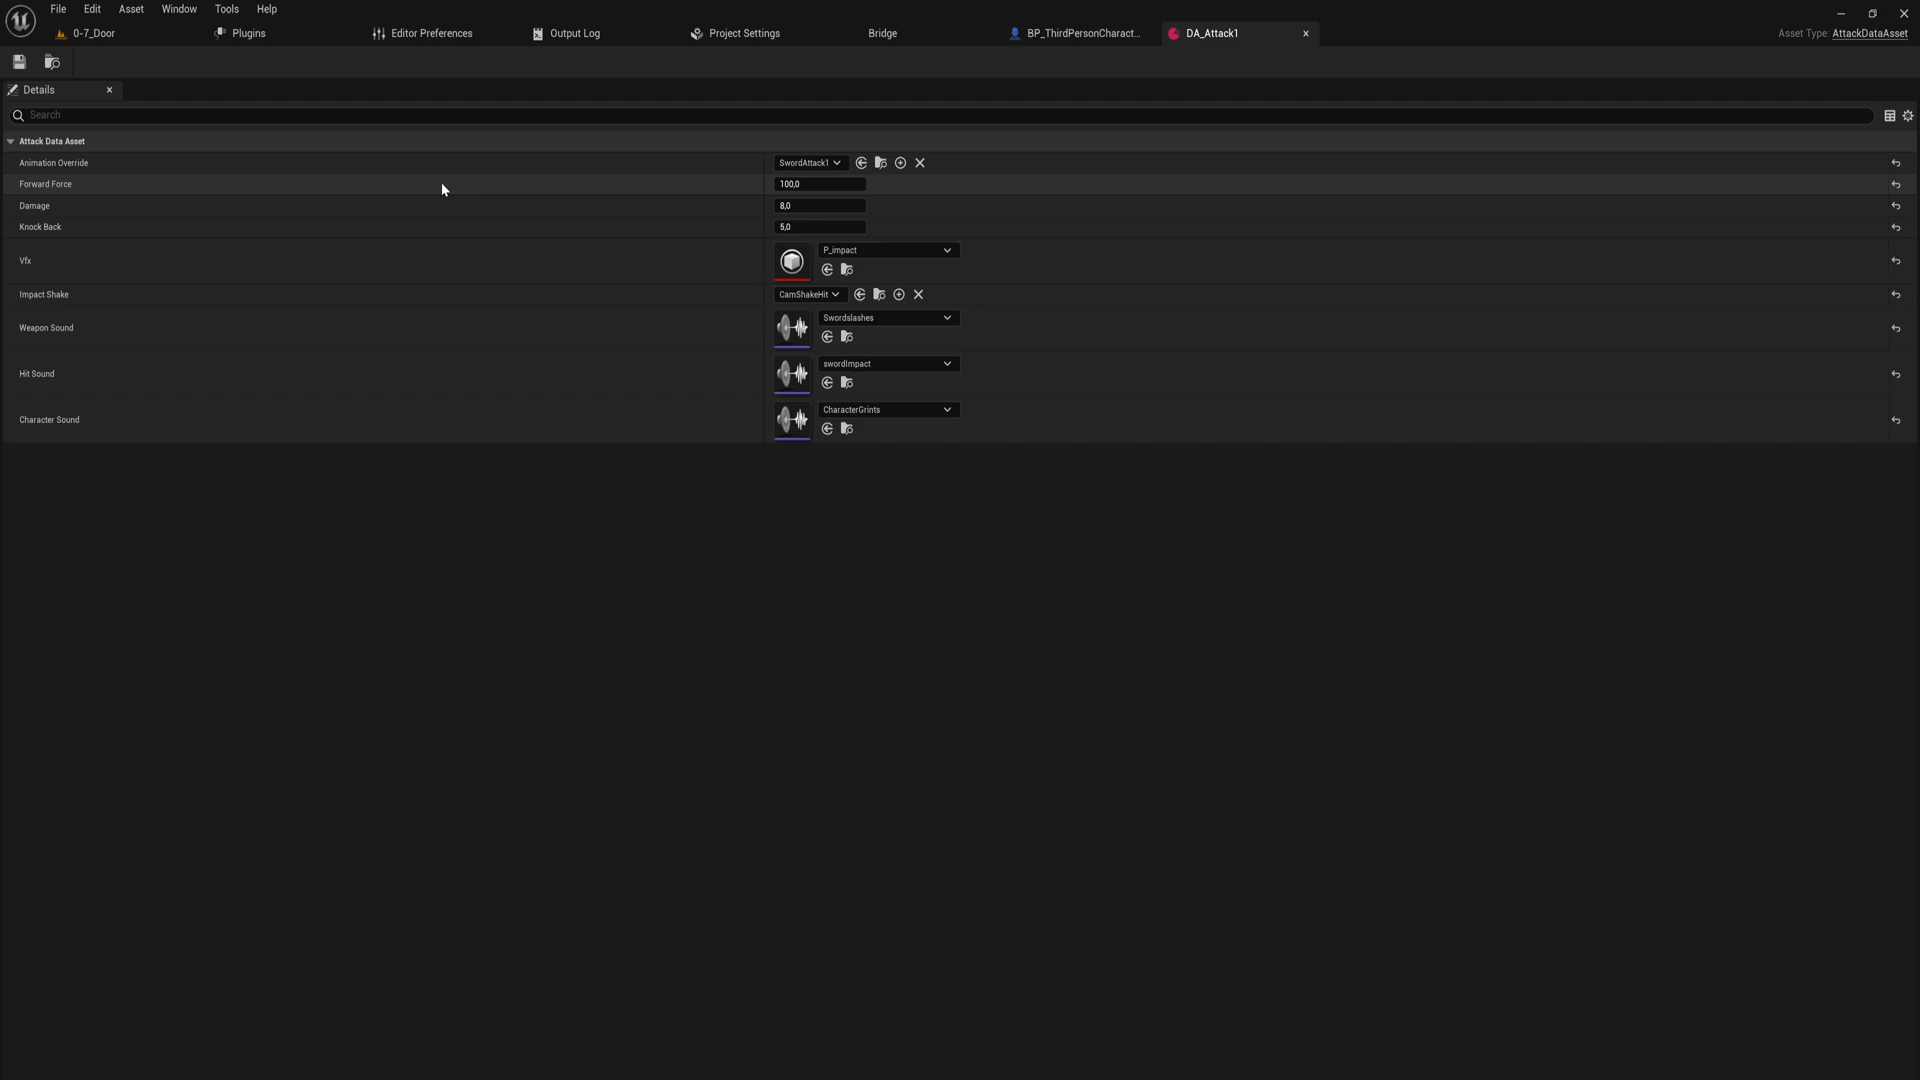 File Edit Asset Window Tools Help
0-7_Door Plugins Editor Preferences Output Log Project Settings Bridge BP_ThirdPersonCharact... DA_Attack1 Asset Type: AttackDataAsset
Details
Search
Attack Data Asset
Animation Override SwordAttack1
Forward Force 100,0
Damage 8,0
Knock Back 5,0
Vfx P_impact
Impact Shake CamShakeHit
Weapon Sound Swordslashes
Hit Sound swordImpact
Character Sound CharacterGrints